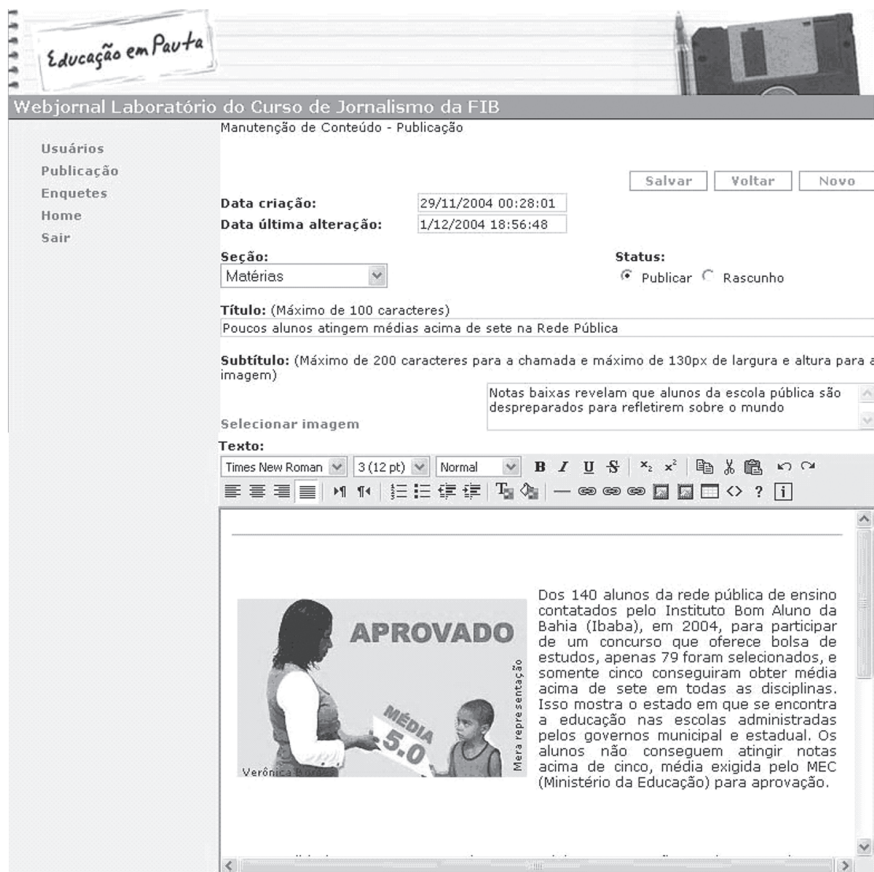 Educação em Pauta
Webjornal Laboratório do Curso de Jornalismo da FIB
Usuários
Publicação
Enquetes
Home
Sair
Manutenção de Conteúdo - Publicação
Salvar Voltar Novo
Data criação: 29/11/2004 00:28:01
Data última alteração: 1/12/2004 18:56:48
Seção: Status:
Matérias Publicar Rascunho
Título: (Máximo de 100 caracteres)
Poucos alunos atingem médias acima de sete na Rede Pública
Subtítulo: (Máximo de 200 caracteres para a chamada e máximo de 130px de largura e altura para a
imagem)
Notas baixas revelam que alunos da escola pública são
despreparados para refletirem sobre o mundo
Selecionar imagem
Texto:
Times New Roman 3 (12 pt) Normal B I U S x₂ x²
APROVADO
MÉDIA
5.0
Mera representação
Verônica
Dos 140 alunos da rede pública de ensino
contatados pelo Instituto Bom Aluno da
Bahia (Ibaba), em 2004, para participar
de um concurso que oferece bolsa de
estudos, apenas 79 foram selecionados, e
somente cinco conseguiram obter média
acima de sete em todas as disciplinas.
Isso mostra o estado em que se encontra
a educação nas escolas administradas
pelos governos municipal e estadual. Os
alunos não conseguem atingir notas
acima de cinco, média exigida pelo MEC
(Ministério da Educação) para aprovação.